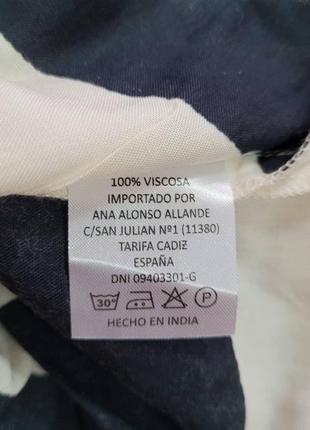 100% VISCOSA
IMPORTADO POR
ANA ALONSO ALLANDE
C/SAN JULIAN Nº1 (11380)
TARIFA CADIZ
ESPAÑA
DNI 09403301-G
30° P
HECHO EN INDIA